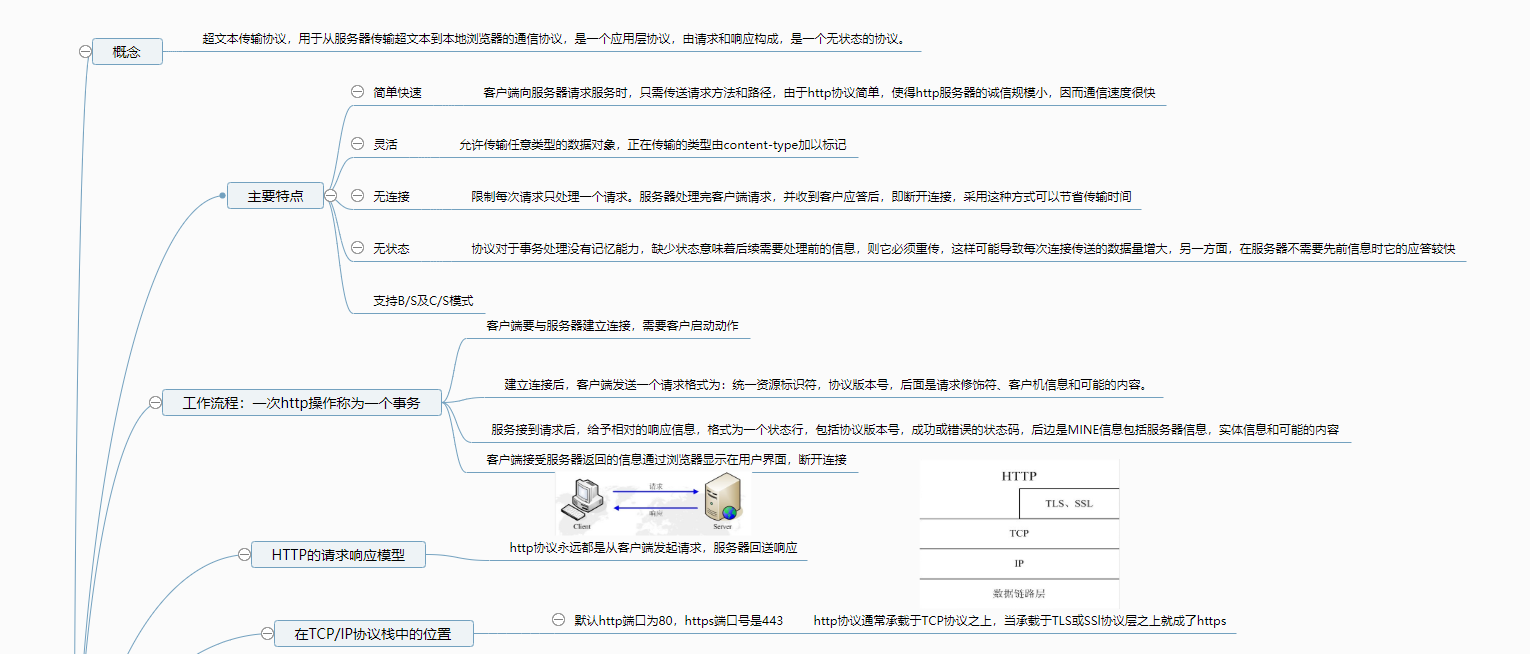 概念
超文本传输协议，用于从服务器传输超文本到本地浏览器的通信协议，是一个应用层协议，由请求和响应构成，是一个无状态的协议。
主要特点
简单快速
客户端向服务器请求服务时，只需传送请求方法和路径，由于http协议简单，使得http服务器的诚信规模小，因而通信速度很快
灵活
允许传输任意类型的数据对象，正在传输的类型由content-type加以标记
无连接
限制每次请求只处理一个请求。服务器处理完客户端请求，并收到客户应答后，即断开连接，采用这种方式可以节省传输时间
无状态
协议对于事务处理没有记忆能力，缺少状态意味着后续需要处理前的信息，则它必须重传，这样可能导致每次连接传送的数据量增大，另一方面，在服务器不需要先前信息时它的应答较快
支持B/S及C/S模式
工作流程：一次http操作称为一个事务
客户端要与服务器建立连接，需要客户启动动作
建立连接后，客户端发送一个请求格式为：统一资源标识符，协议版本号，后面是请求修饰符、客户机信息和可能的内容。
服务接到请求后，给予相对的响应信息，格式为一个状态行，包括协议版本号，成功或错误的状态码，后边是MINE信息包括服务器信息，实体信息和可能的内容
客户端接受服务器返回的信息通过浏览器显示在用户界面，断开连接
HTTP的请求响应模型
请求
响应
Client
Server
http协议永远都是从客户端发起请求，服务器回送响应
HTTP
TLS、SSL
TCP
IP
数据链路层
在TCP/IP协议栈中的位置
默认http端口为80，https端口号是443
http协议通常承载于TCP协议之上，当承载于TLS或SSl协议层之上就成了https